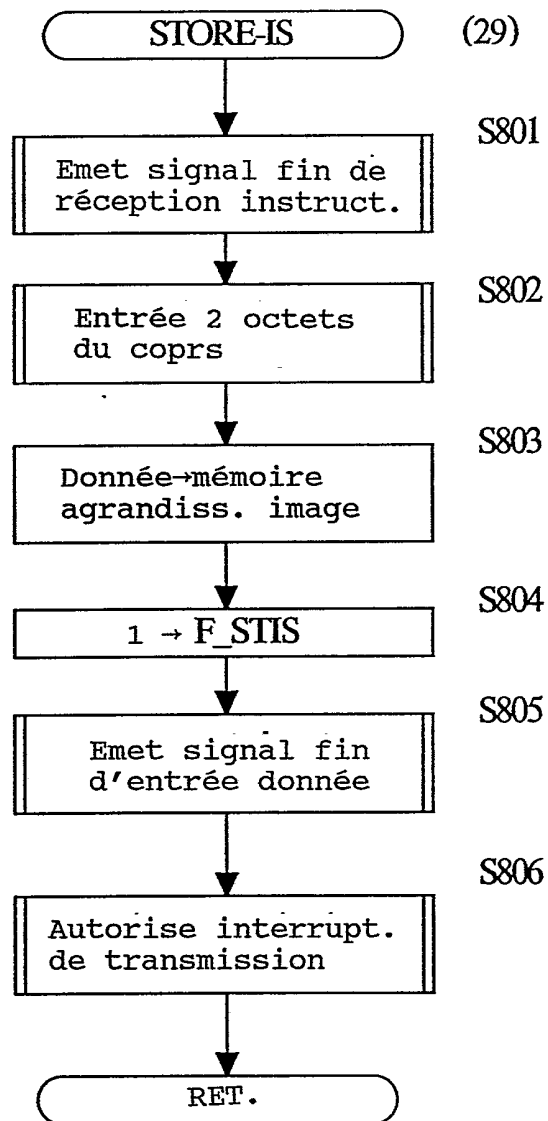 STORE-IS (29)
S801
Emet signal fin de
réception instruct.
S802
Entrée 2 octets
du coprs
S803
Donnée→mémoire
agrandiss. image
S804
1 → F_STIS
S805
Emet signal fin
d'entrée donnée
S806
Autorise interrupt.
de transmission
RET.